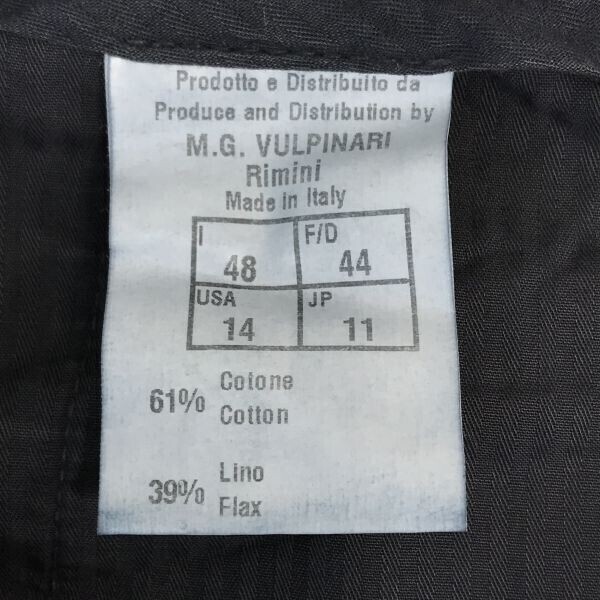 Prodotto e Distribuito da
Produce and Distribution by
M.G. VULPINARI
Rimini
Made in Italy
I F/D
48 44
USA JP
14 11
61% Cotone
Cotton
39% Lino
Flax